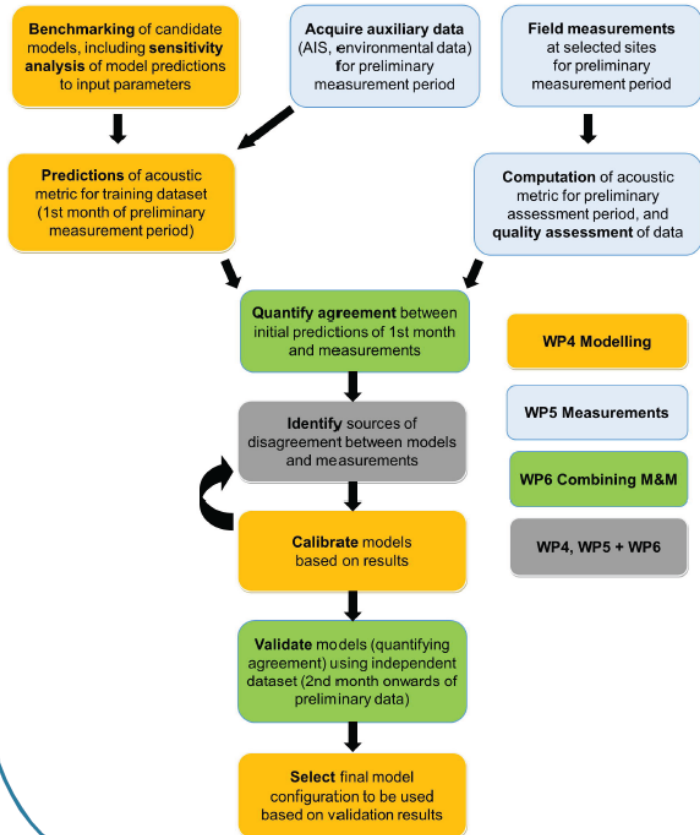 Benchmarking of candidate
models, including sensitivity
analysis of model predictions
to input parameters
Acquire auxiliary data
(AIS, environmental data)
for preliminary
measurement period
Field measurements
at selected sites
for preliminary
measurement period
Predictions of acoustic
metric for training dataset
(1st month of preliminary
measurement period)
Computation of acoustic
metric for preliminary
assessment period, and
quality assessment of data
Quantify agreement between
initial predictions of 1st month
and measurements
Identify sources of
disagreement between models
and measurements
Calibrate models
based on results
Validate models (quantifying
agreement) using independent
dataset (2nd month onwards of
preliminary data)
Select final model
configuration to be used
based on validation results
WP4 Modelling
WP5 Measurements
WP6 Combining M&M
WP4, WP5 + WP6